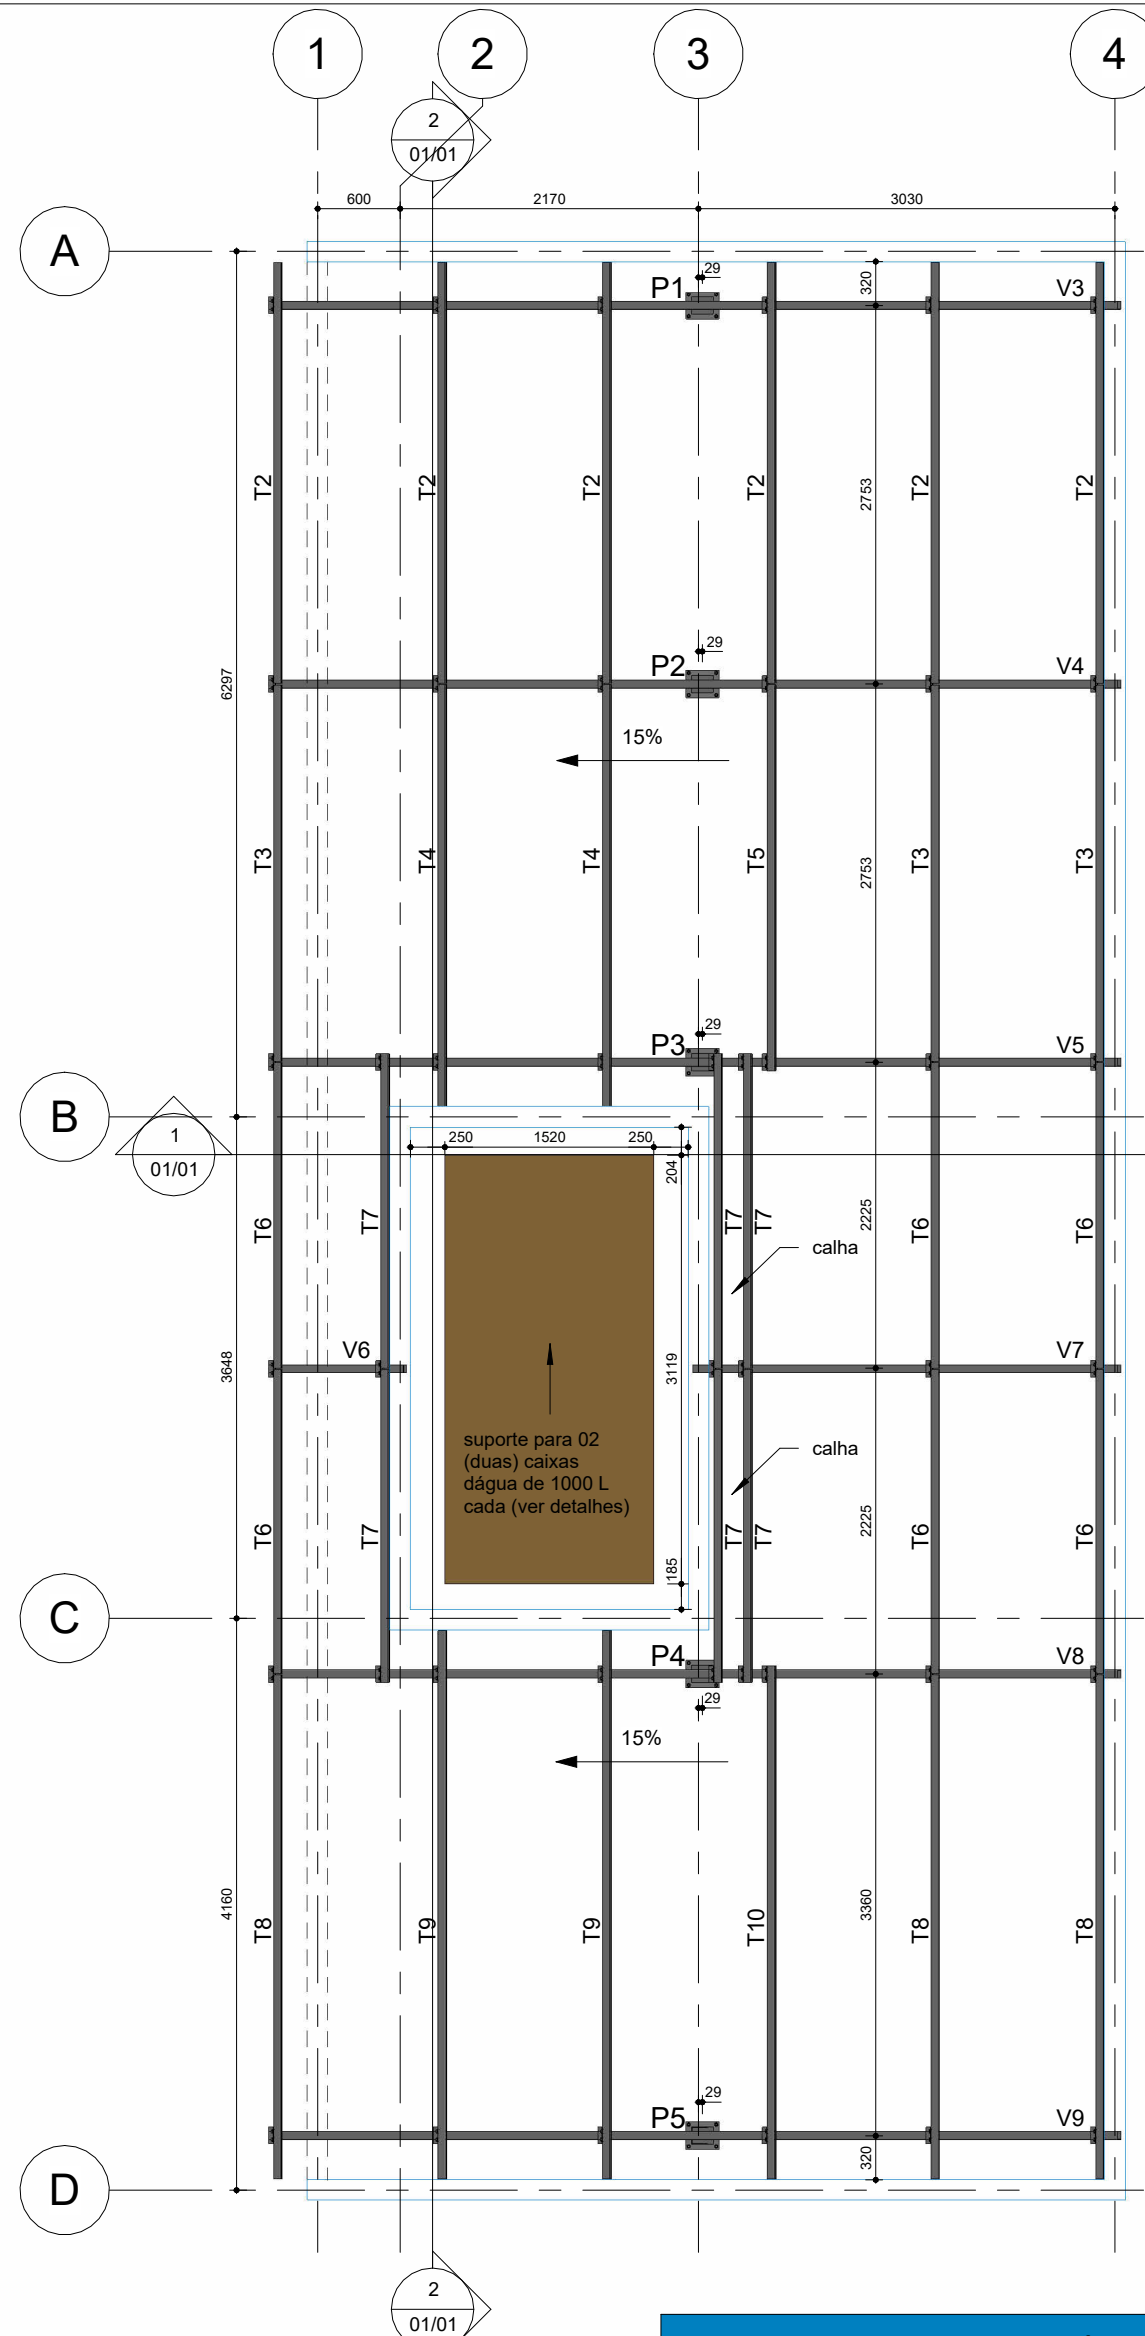 1
2
3
4
2
01/01
600
2170
3030
A
29
320
P1
V3
T2
T2
T2
T2
T2
T2
2753
29
P2
V4
6297
15%
T3
T4
T4
T5
T3
T3
2753
29
P3
V5
B
1
01/01
250
1520
250
204
T6
T7
T7
T7
2225
T6
T6
calha
V6
V7
3648
3119
suporte para 02
(duas) caixas
dágua de 1000 L
cada (ver detalhes)
calha
T6
T7
T7
T7
2225
T6
T6
185
C
P4
V8
29
15%
4160
T8
T9
T9
T10
3360
T8
T8
29
P5
V9
320
D
2
01/01